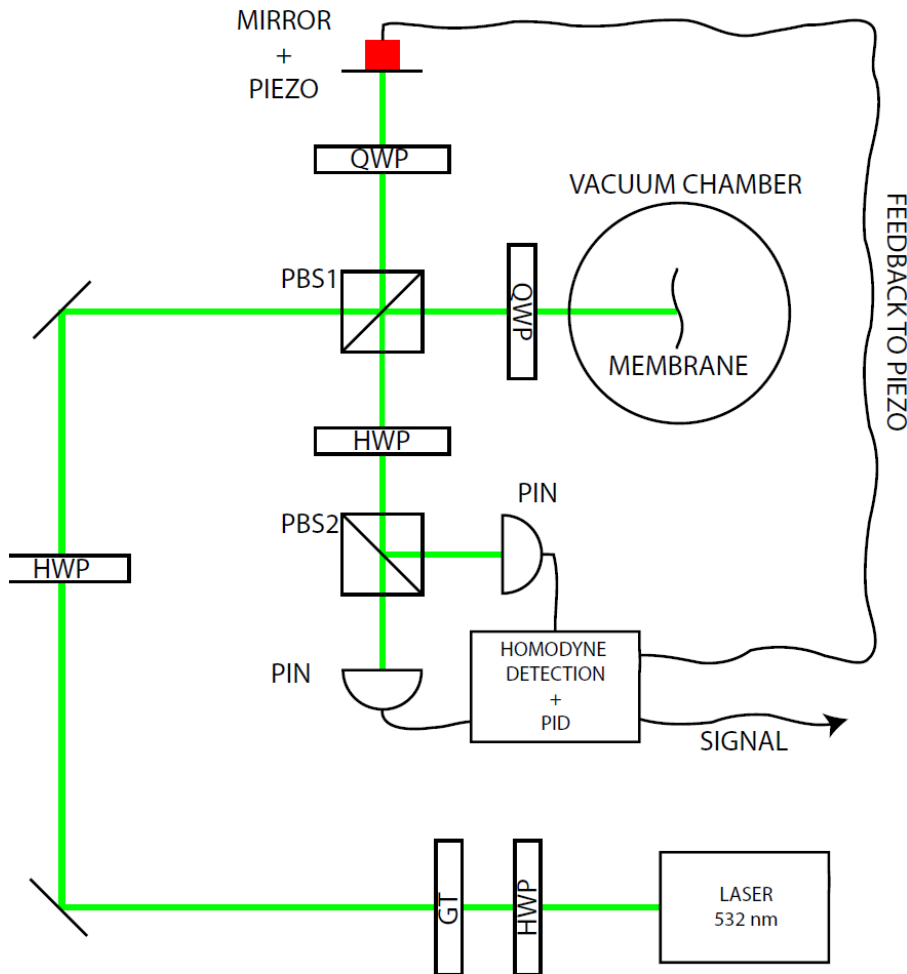 MIRROR
+
PIEZO
QWP
VACUUM CHAMBER
PBS1
QWP
MEMBRANE
FEEDBACK TO PIEZO
HWP
PIN
PBS2
HWP
HOMODYNE
DETECTION
+
PID
PIN
SIGNAL
GT
HWP
LASER
532 nm